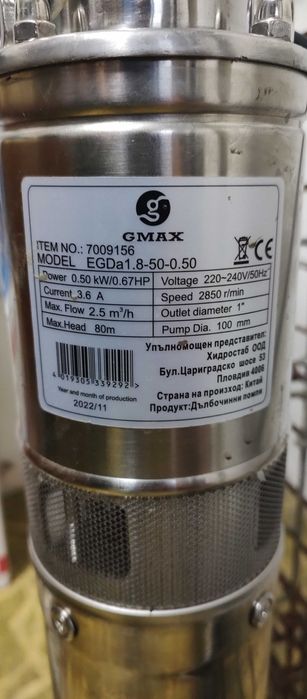 g
GMAX
ITEM NO.: 7009156
MODEL EGDa1.8-50-0.50
Power 0.50 kW/0.67HP Voltage 220~240V/50Hz
Current 3.6 A Speed 2850 r/min
Max. Flow 2.5 m³/h Outlet diameter 1"
Max.Head 80m Pump Dia. 100 mm
Упълномощен представител:
Хидростаб ООД
Бул.Цариградско шосе 53
Пловдив 4006
Страна на произход: Китай
Продукт:Дълбочинни помпи
4 019305 339292 >
Year and month of production
2022/11